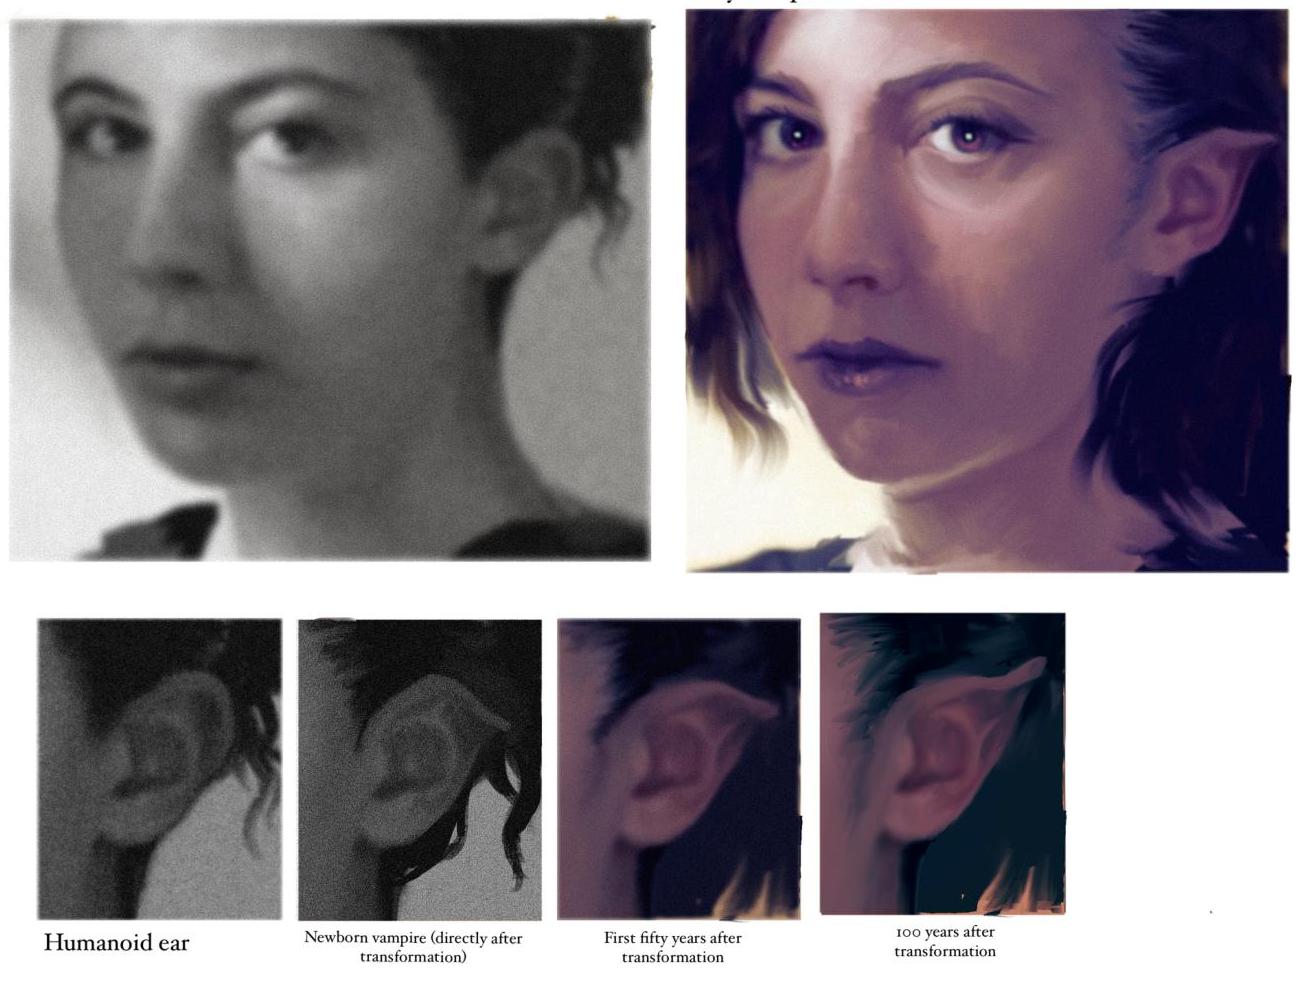 Humanoid ear
Newborn vampire (directly after
transformation)
First fifty years after
transformation
100 years after
transformation